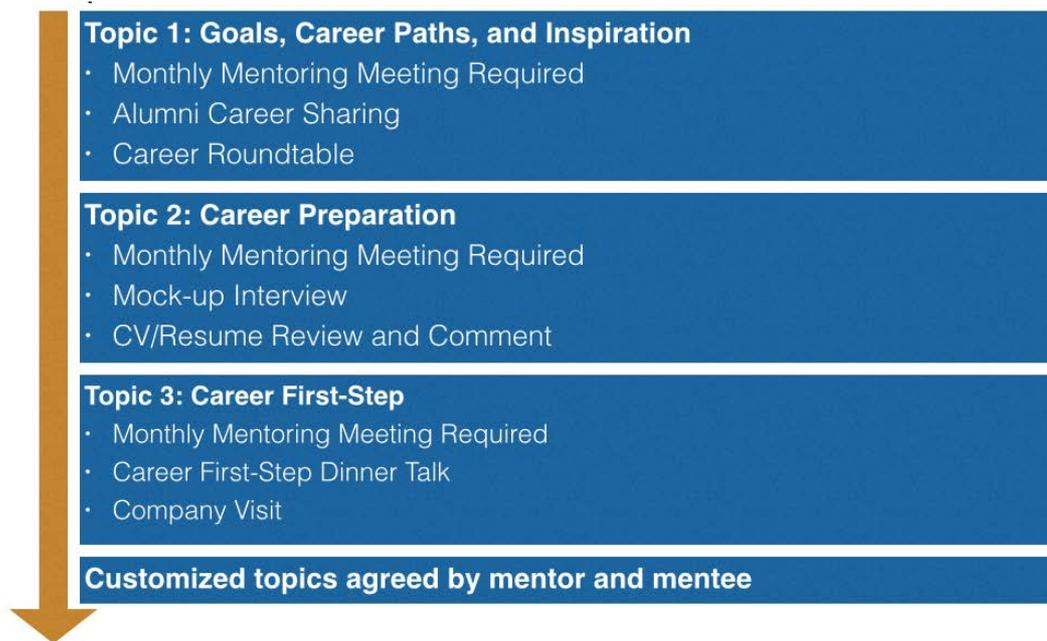 Topic 1: Goals, Career Paths, and Inspiration
· Monthly Mentoring Meeting Required
· Alumni Career Sharing
· Career Roundtable
Topic 2: Career Preparation
· Monthly Mentoring Meeting Required
· Mock-up Interview
· CV/Resume Review and Comment
Topic 3: Career First-Step
· Monthly Mentoring Meeting Required
· Career First-Step Dinner Talk
· Company Visit
Customized topics agreed by mentor and mentee